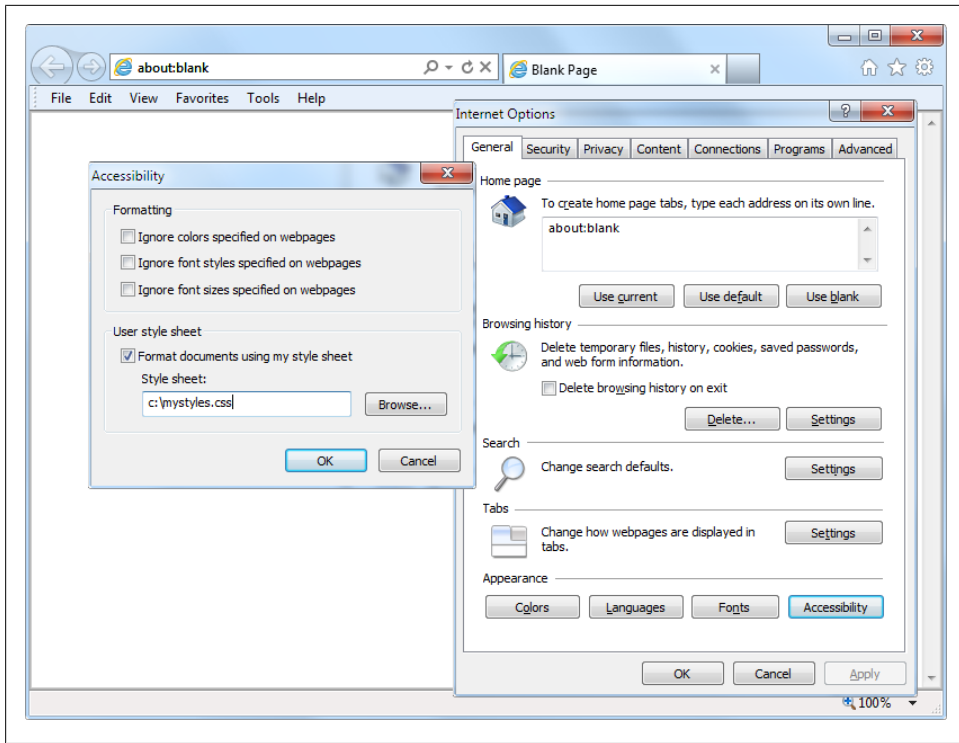 about:blank
Blank Page
File Edit View Favorites Tools Help
Internet Options
General Security Privacy Content Connections Programs Advanced
Home page
To create home page tabs, type each address on its own line.
about:blank
Use current Use default Use blank
Browsing history
Delete temporary files, history, cookies, saved passwords,
and web form information.
Delete browsing history on exit
Delete... Settings
Search
Change search defaults.
Settings
Tabs
Change how webpages are displayed in
tabs.
Settings
Appearance
Colors Languages Fonts Accessibility
OK Cancel Apply
Accessibility
Formatting
Ignore colors specified on webpages
Ignore font styles specified on webpages
Ignore font sizes specified on webpages
User style sheet
Format documents using my style sheet
Style sheet:
c:\mystyles.css
Browse...
OK Cancel
100%